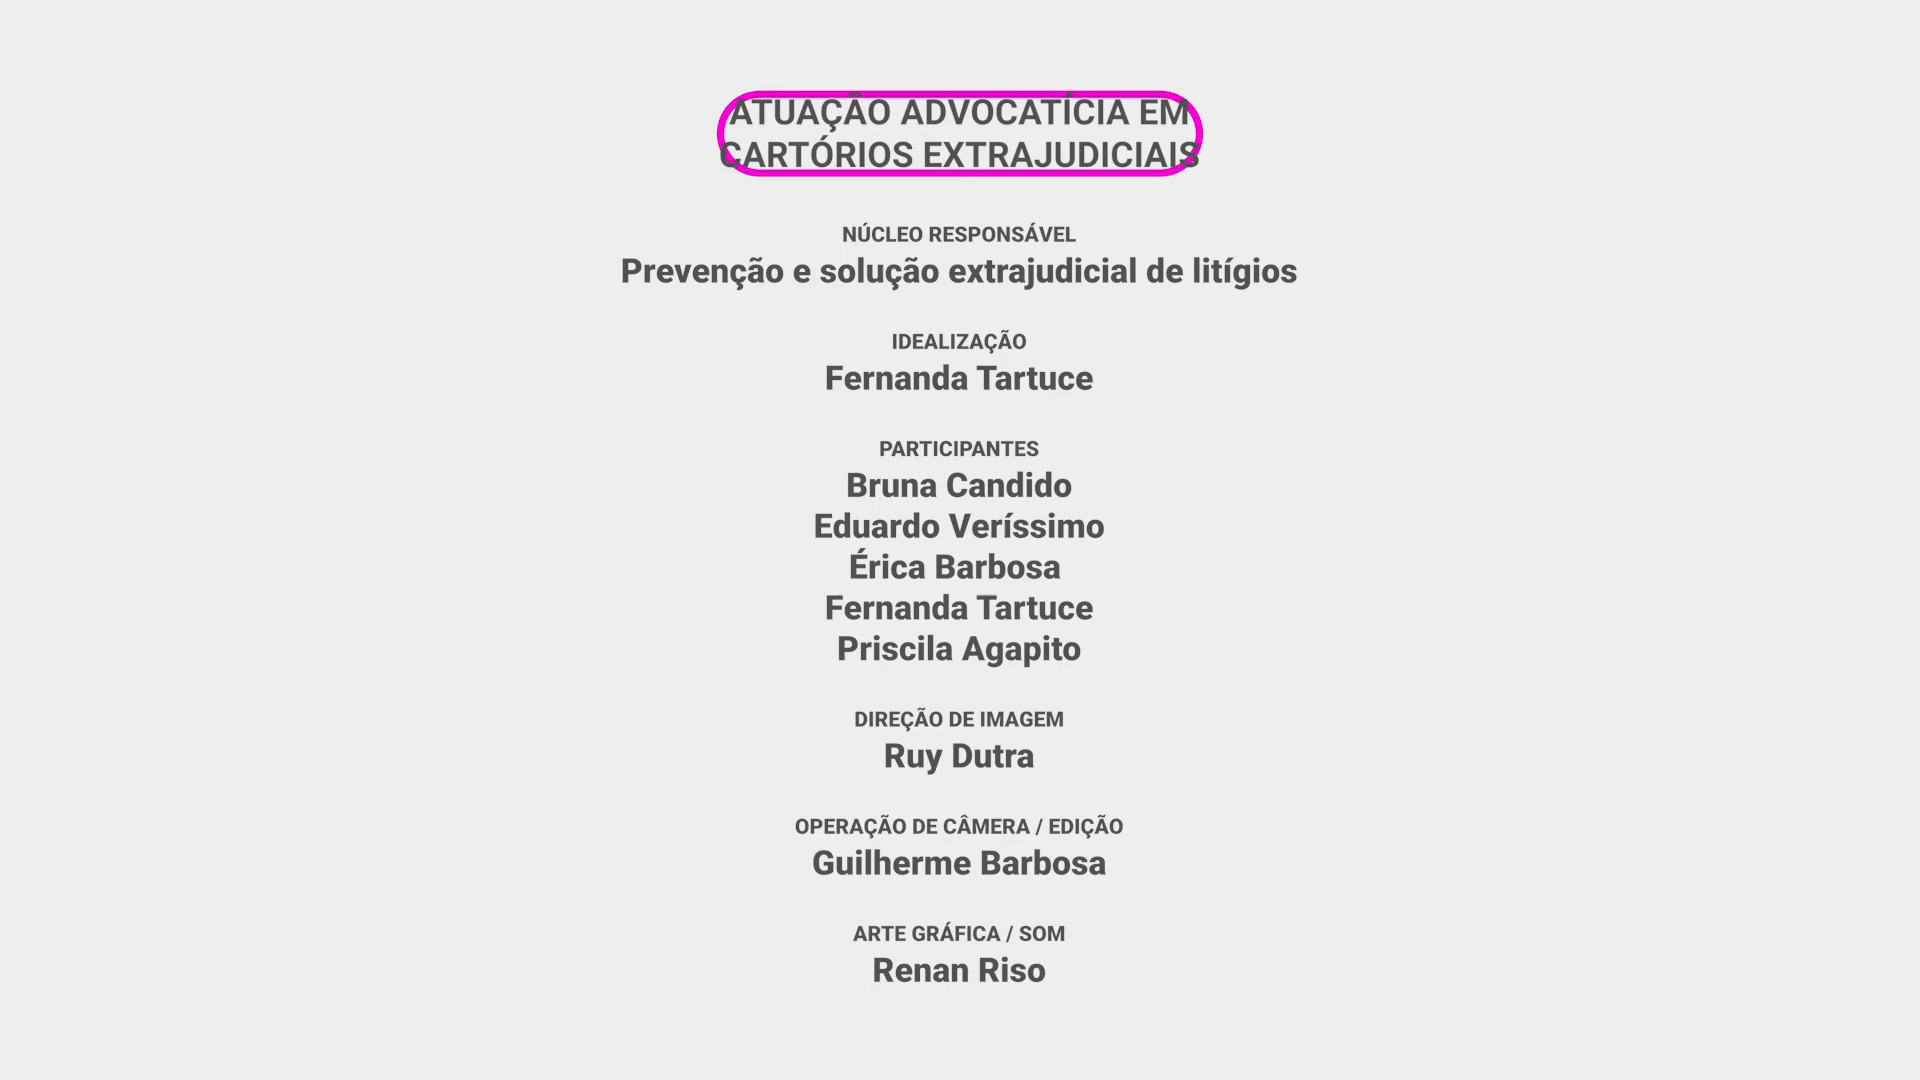 ATUAÇÃO ADVOCATÍCIA EM
CARTÓRIOS EXTRAJUDICIAIS
NÚCLEO RESPONSÁVEL
Prevenção e solução extrajudicial de litígios
IDEALIZAÇÃO
Fernanda Tartuce
PARTICIPANTES
Bruna Candido
Eduardo Veríssimo
Érica Barbosa
Fernanda Tartuce
Priscila Agapito
DIREÇÃO DE IMAGEM
Ruy Dutra
OPERAÇÃO DE CÂMERA / EDIÇÃO
Guilherme Barbosa
ARTE GRÁFICA / SOM
Renan Riso